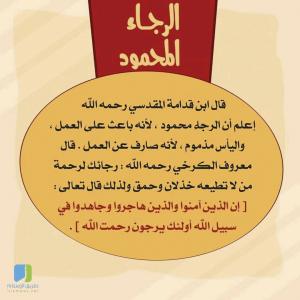 الرجاء
المحمود
قال ابن قدامة المقدسي رحمه الله
إعلم أن الرجاء محمود ، لأنه باعث على العمل ،
واليأس مذموم ، لأنه صارف عن العمل . قال
معروف الكرخي رحمه الله : رجائك لرحمة
من لا تطيعه خذلان وحمق ولذلك قال تعالى :
[ إن الذين آمنوا والذين هاجروا وجاهدوا في
سبيل الله أولئك يرجون رحمت الله ] .